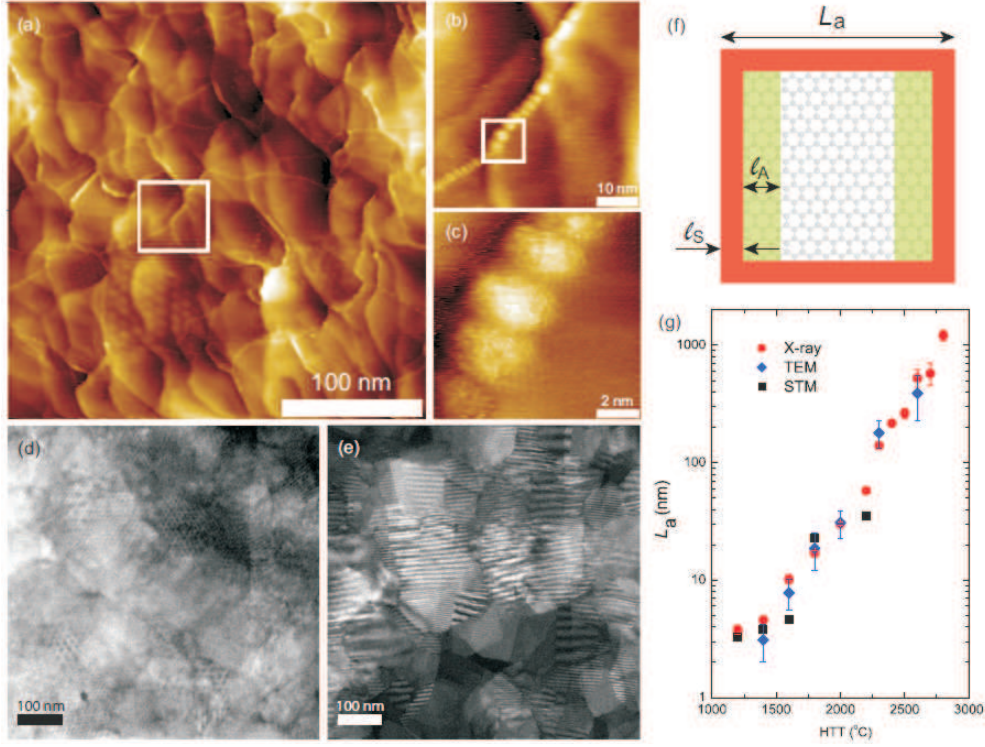 (a)
100 nm
(b)
10 nm
(c)
2 nm
(d)
100 nm
(e)
100 nm
(f)
Lₐ
ℓA
ℓS
(g)
X-ray
TEM
STM
1000
100
10
1
Lₐ (nm)
1000 1500 2000 2500 3000
HTT (°C)